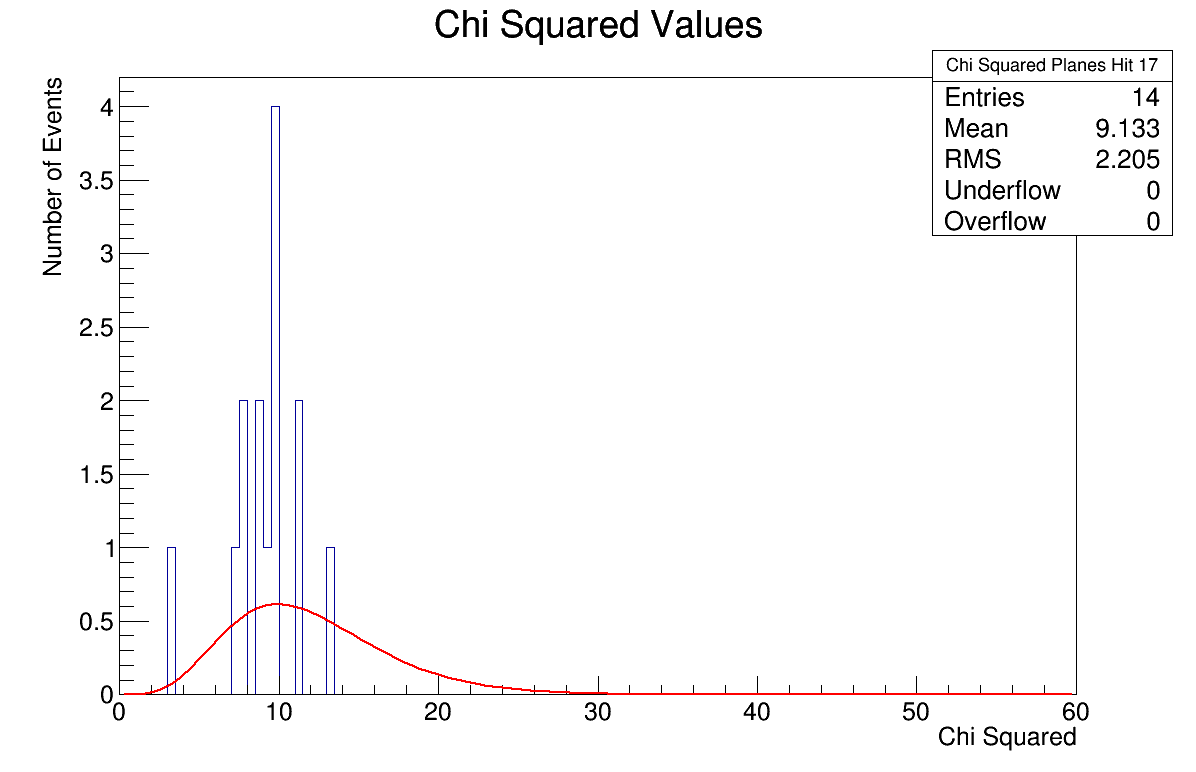 Chi Squared Values
Chi Squared Planes Hit 17
Entries 14
Mean 9.133
RMS 2.205
Underflow 0
Overflow 0
Number of Events
4
3.5
3
2.5
2
1.5
1
0.5
0
0 10 20 30 40 50 60
Chi Squared